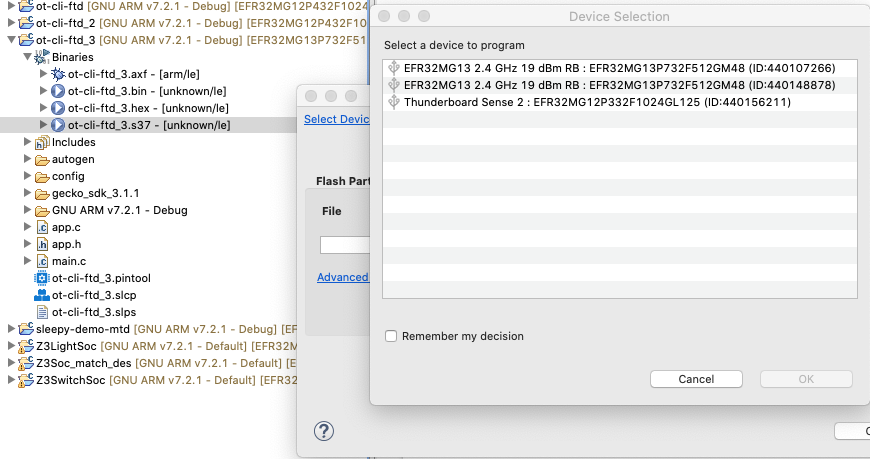 ot-cli-ftd [GNU ARM v7.2.1 - Debug] [EFR32MG12P432F1024
ot-cli-ftd_2 [GNU ARM v7.2.1 - Debug] [EFR32MG12P432F102
ot-cli-ftd_3 [GNU ARM v7.2.1 - Debug] [EFR32MG13P732F51
Binaries
ot-cli-ftd_3.axf - [arm/le]
ot-cli-ftd_3.bin - [unknown/le]
ot-cli-ftd_3.hex - [unknown/le]
ot-cli-ftd_3.s37 - [unknown/le]
Includes
autogen
config
gecko_sdk_3.1.1
GNU ARM v7.2.1 - Debug
app.c
app.h
main.c
ot-cli-ftd_3.pintool
ot-cli-ftd_3.slcp
ot-cli-ftd_3.slps
sleepy-demo-mtd [GNU ARM v7.2.1 - Debug] [EF
Z3LightSoc [GNU ARM v7.2.1 - Default] [EFR32
Z3Soc_match_des [GNU ARM v7.2.1 - Default]
Z3SwitchSoc [GNU ARM v7.2.1 - Default] [EFR3
Select Devic
Flash Part
File
Advanced
Device Selection
Select a device to program
EFR32MG13 2.4 GHz 19 dBm RB : EFR32MG13P732F512GM48 (ID:440107266)
EFR32MG13 2.4 GHz 19 dBm RB : EFR32MG13P732F512GM48 (ID:440148878)
Thunderboard Sense 2 : EFR32MG12P332F1024GL125 (ID:440156211)
Remember my decision
Cancel
OK
?